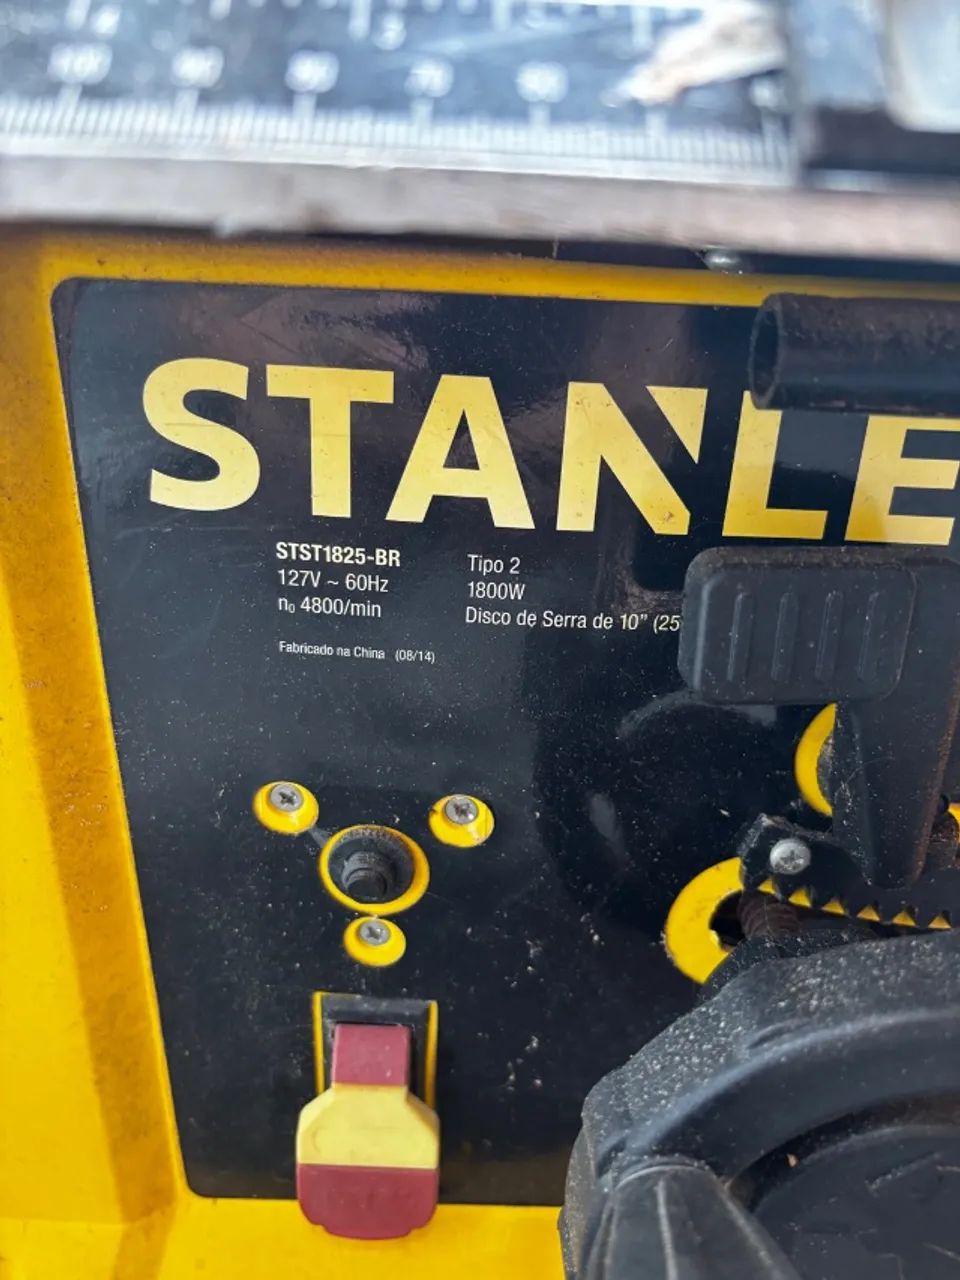 STANLE
STST1825-BR
127V ~ 60Hz
n₀ 4800/min
Tipo 2
1800W
Disco de Serra de 10" (25
Fabricado na China (08/14)